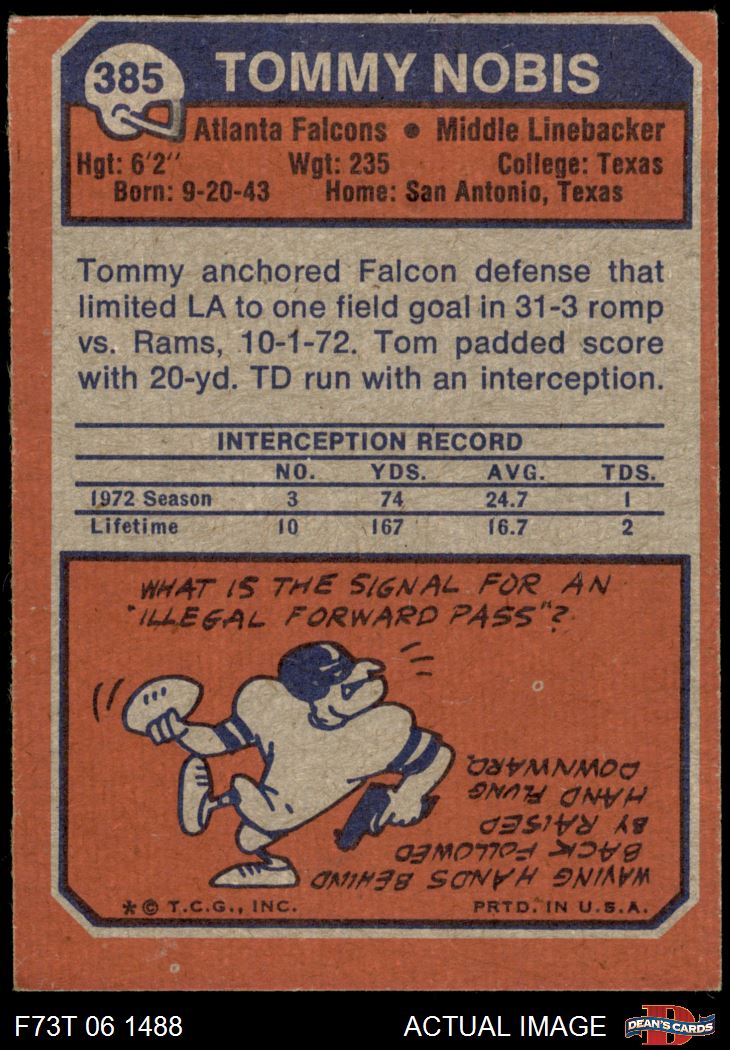 385
TOMMY NOBIS
Atlanta Falcons • Middle Linebacker
Hgt: 6'2'' Wgt: 235 College: Texas
Born: 9-20-43 Home: San Antonio, Texas
Tommy anchored Falcon defense that
limited LA to one field goal in 31-3 romp
vs. Rams, 10-1-72. Tom padded score
with 20-yd. TD run with an interception.
INTERCEPTION RECORD
NO. YDS. AVG. TDS.
1972 Season 3 74 24.7 1
Lifetime 10 167 16.7 2
WHAT IS THE SIGNAL FOR AN
"ILLEGAL FORWARD PASS"?
WAVING HANDS BEHIND
BACK FOLLOWED
BY RAISED
HAND FLUNG
DOWNWARD.
* © T.C.G., INC. PRTD. IN U.S.A.
F73T 06 1488 ACTUAL IMAGE
D
DEAN'S CARDS